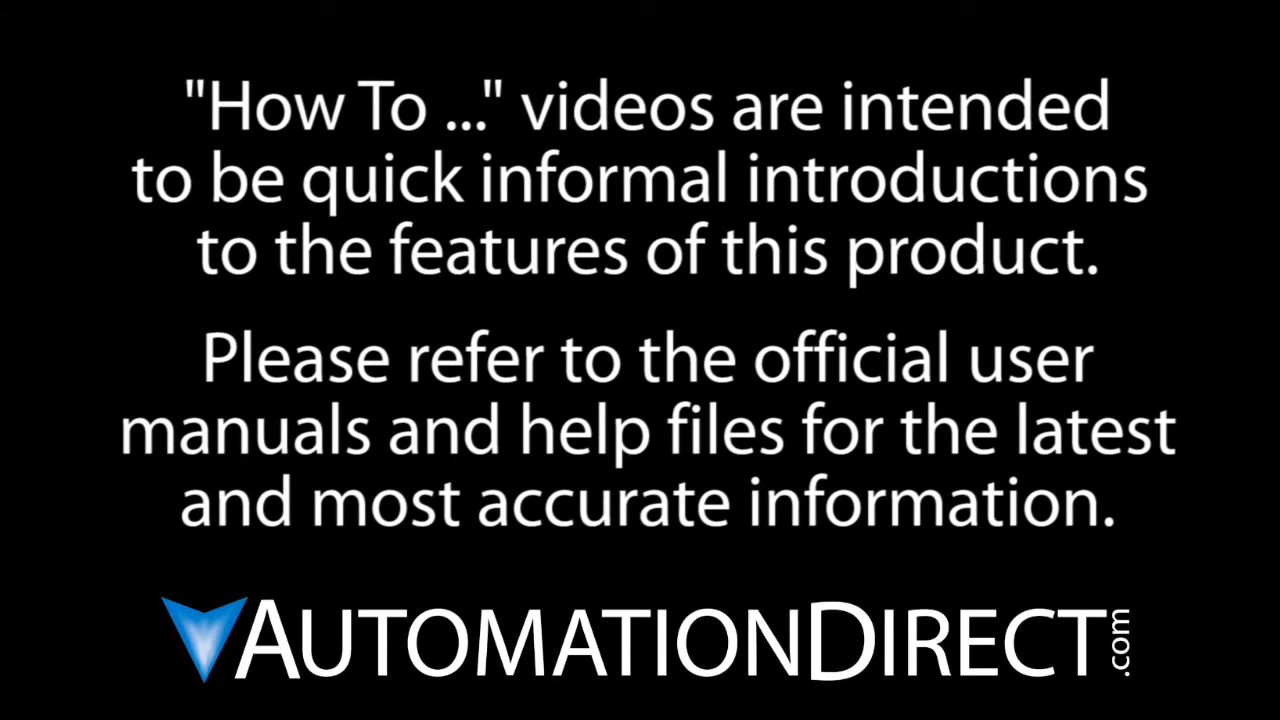 "How To ..." videos are intended
to be quick informal introductions
to the features of this product.
Please refer to the official user
manuals and help files for the latest
and most accurate information.
AUTOMATIONDIRECT.com